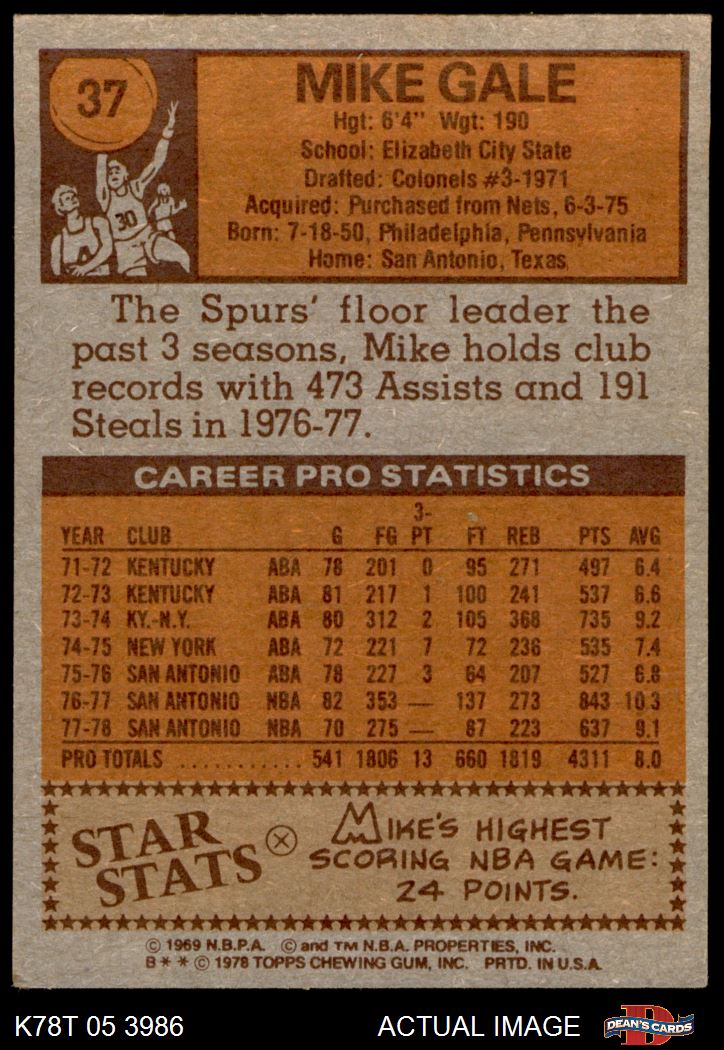 37
MIKE GALE
Hgt: 6'4" Wgt: 190
School: Elizabeth City State
Drafted: Colonels #3-1971
Acquired: Purchased from Nets, 6-3-75
Born: 7-18-50, Philadelphia, Pennsylvania
Home: San Antonio, Texas
30
The Spurs' floor leader the
past 3 seasons, Mike holds club
records with 473 Assists and 191
Steals in 1976-77.
CAREER PRO STATISTICS
YEAR CLUB G FG 3-PT FT REB PTS AVG
71-72 KENTUCKY ABA 78 201 0 95 271 497 6.4
72-73 KENTUCKY ABA 81 217 1 100 241 537 6.6
73-74 KY.-N.Y. ABA 80 312 2 105 368 735 9.2
74-75 NEW YORK ABA 72 221 7 72 236 535 7.4
75-76 SAN ANTONIO ABA 78 227 3 64 207 527 6.8
76-77 SAN ANTONIO NBA 82 353 — 137 273 843 10.3
77-78 SAN ANTONIO NBA 70 275 — 87 223 637 9.1
PRO TOTALS ........... 541 1806 13 660 1819 4311 8.0
STAR STATS
MIKE'S HIGHEST
SCORING NBA GAME:
24 POINTS.
© 1969 N.B.P.A. © and TM N.B.A. PROPERTIES, INC.
B * * © 1978 TOPPS CHEWING GUM, INC. PRTD. IN U.S.A.
K78T 05 3986 ACTUAL IMAGE DEAN'S CARDS